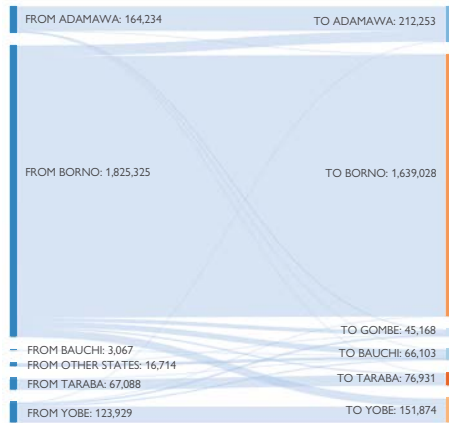 FROM ADAMAWA: 164,234
TO ADAMAWA: 212,253
FROM BORNO: 1,825,325
TO BORNO: 1,639,028
TO GOMBE: 45,168
FROM BAUCHI: 3,067
TO BAUCHI: 66,103
FROM OTHER STATES: 16,714
TO TARABA: 76,931
FROM TARABA: 67,088
TO YOBE: 151,874
FROM YOBE: 123,929